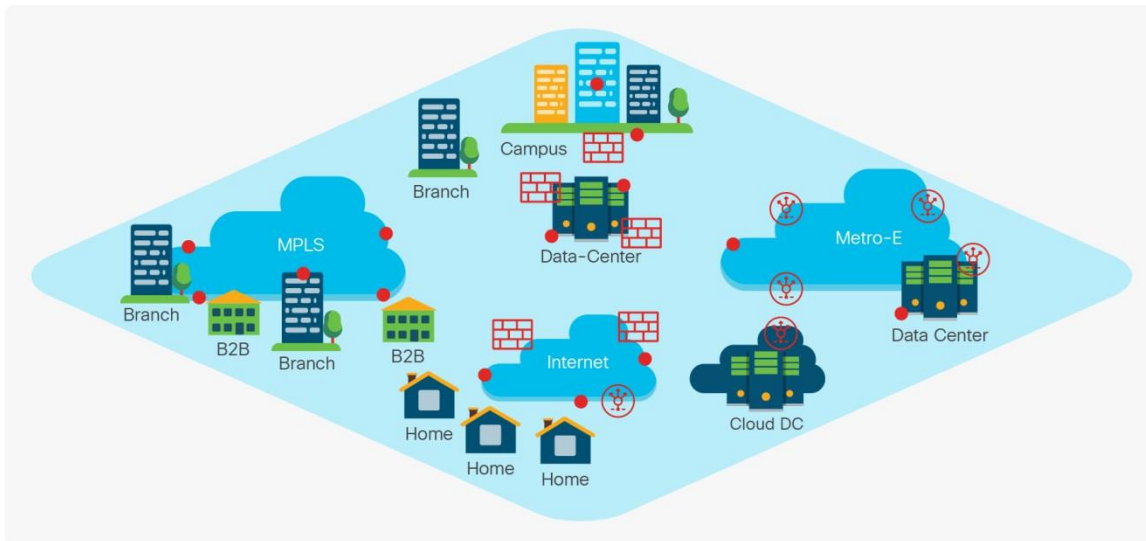 Campus
Branch
MPLS
Data-Center
Metro-E
Branch
B2B
Branch
B2B
Internet
Data Center
Home
Home
Home
Cloud DC